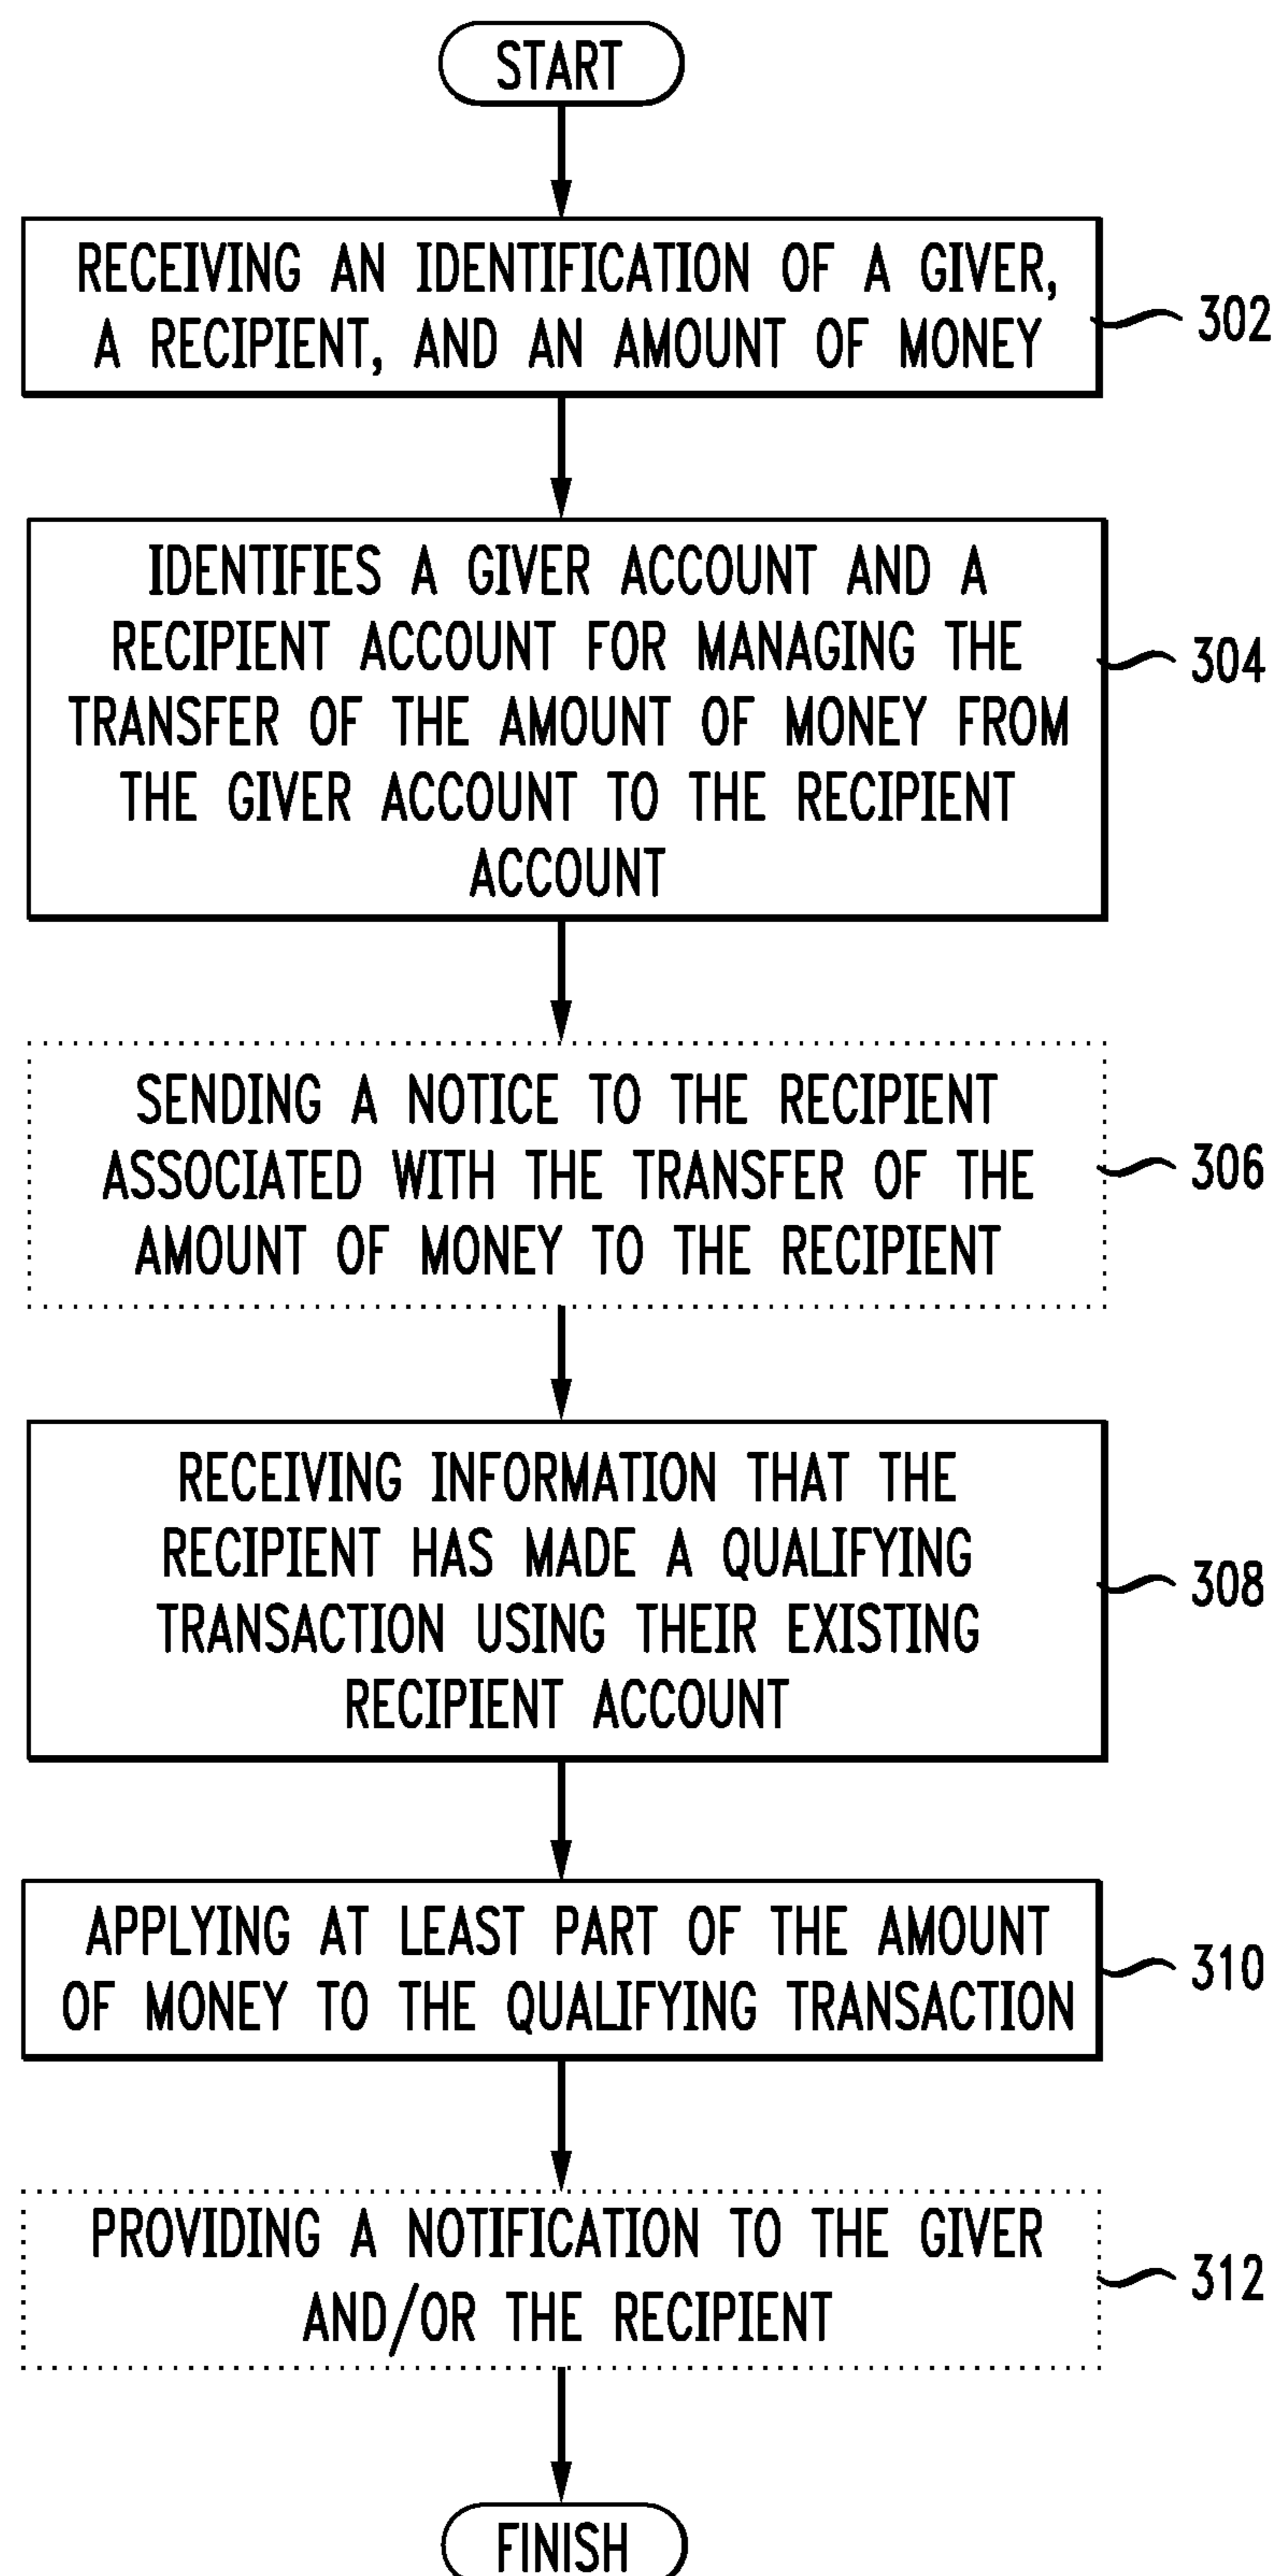 START
RECEIVING AN IDENTIFICATION OF A GIVER,
A RECIPIENT, AND AN AMOUNT OF MONEY
302
IDENTIFIES A GIVER ACCOUNT AND A
RECIPIENT ACCOUNT FOR MANAGING THE
TRANSFER OF THE AMOUNT OF MONEY FROM
THE GIVER ACCOUNT TO THE RECIPIENT
ACCOUNT
304
SENDING A NOTICE TO THE RECIPIENT
ASSOCIATED WITH THE TRANSFER OF THE
AMOUNT OF MONEY TO THE RECIPIENT
306
RECEIVING INFORMATION THAT THE
RECIPIENT HAS MADE A QUALIFYING
TRANSACTION USING THEIR EXISTING
RECIPIENT ACCOUNT
308
APPLYING AT LEAST PART OF THE AMOUNT
OF MONEY TO THE QUALIFYING TRANSACTION
310
PROVIDING A NOTIFICATION TO THE GIVER
AND/OR THE RECIPIENT
312
FINISH